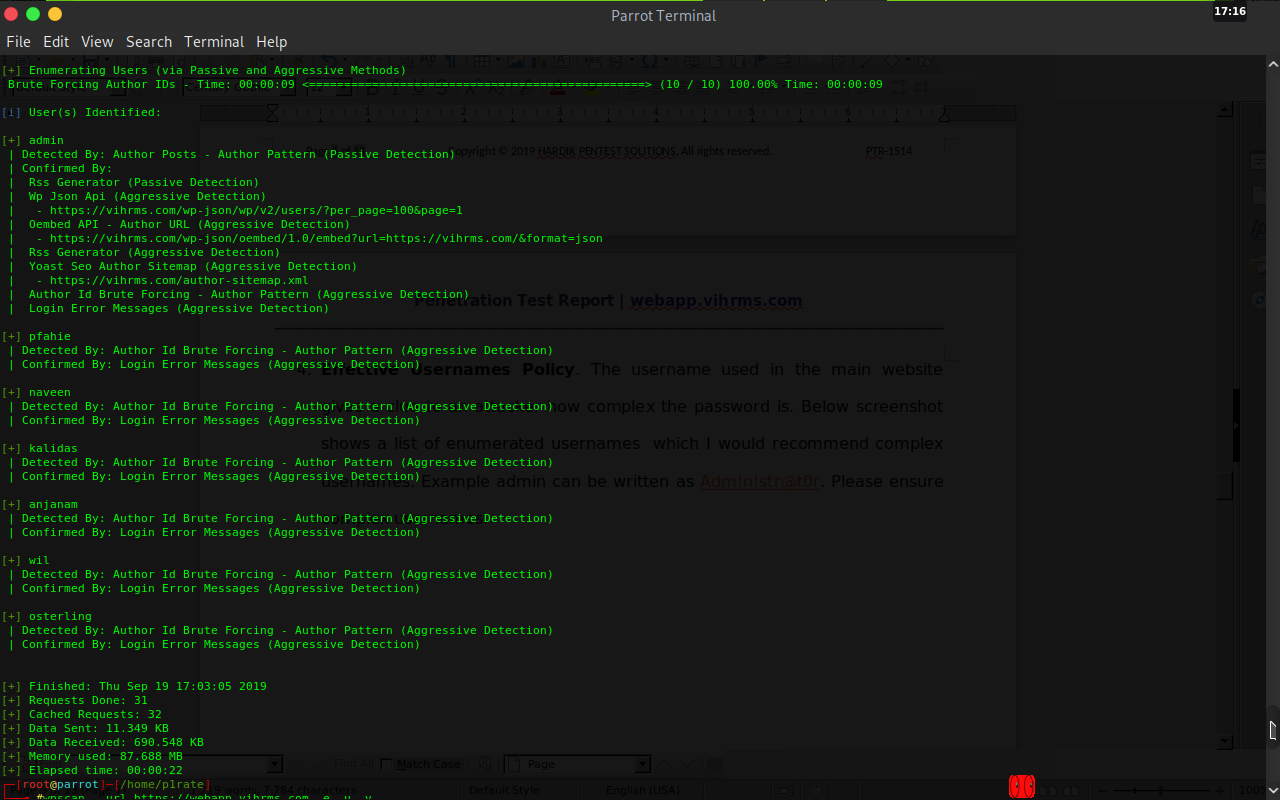 17:16
Parrot Terminal
File Edit View Search Terminal Help
[+] Enumerating Users (via Passive and Aggressive Methods)
Brute Forcing Author IDs - Time: 00:00:09 <==================================================> (10 / 10) 100.00% Time: 00:00:09
[i] User(s) Identified:
[+] admin
| Detected By: Author Posts - Author Pattern (Passive Detection)
| Confirmed By:
|  Rss Generator (Passive Detection)
|  Wp Json Api (Aggressive Detection)
|   - https://vihrms.com/wp-json/wp/v2/users/?per_page=100&page=1
|  Oembed API - Author URL (Aggressive Detection)
|   - https://vihrms.com/wp-json/oembed/1.0/embed?url=https://vihrms.com/&format=json
|  Rss Generator (Aggressive Detection)
|  Yoast Seo Author Sitemap (Aggressive Detection)
|   - https://vihrms.com/author-sitemap.xml
|  Author Id Brute Forcing - Author Pattern (Aggressive Detection)
|  Login Error Messages (Aggressive Detection)
[+] pfahie
| Detected By: Author Id Brute Forcing - Author Pattern (Aggressive Detection)
| Confirmed By: Login Error Messages (Aggressive Detection)
[+] naveen
| Detected By: Author Id Brute Forcing - Author Pattern (Aggressive Detection)
| Confirmed By: Login Error Messages (Aggressive Detection)
[+] kalidas
| Detected By: Author Id Brute Forcing - Author Pattern (Aggressive Detection)
| Confirmed By: Login Error Messages (Aggressive Detection)
[+] anjanam
| Detected By: Author Id Brute Forcing - Author Pattern (Aggressive Detection)
| Confirmed By: Login Error Messages (Aggressive Detection)
[+] wil
| Detected By: Author Id Brute Forcing - Author Pattern (Aggressive Detection)
| Confirmed By: Login Error Messages (Aggressive Detection)
[+] osterling
| Detected By: Author Id Brute Forcing - Author Pattern (Aggressive Detection)
| Confirmed By: Login Error Messages (Aggressive Detection)
[+] Finished: Thu Sep 19 17:03:05 2019
[+] Requests Done: 31
[+] Cached Requests: 32
[+] Data Sent: 11.349 KB
[+] Data Received: 690.548 KB
[+] Memory used: 87.688 MB
[+] Elapsed time: 00:00:22
[root@parrot]-[/home/p1rate]
#wpscan --url https://webapp.vihrms.com -e u -v
1 2 3 4 5 6
Copyright © 2019 HARDIK PENTEST SOLUTIONS. All rights reserved.
PTR-1514
Penetration Test Report | webapp.vihrms.com
4. Effective Usernames Policy. The username used in the main website
how complex the password is. Below screenshot
shows a list of enumerated usernames which I would recommend complex
usernames. Example admin can be written as Adm!n!str@t0r. Please ensure
Find All Match Case Page
Default Style English (USA)